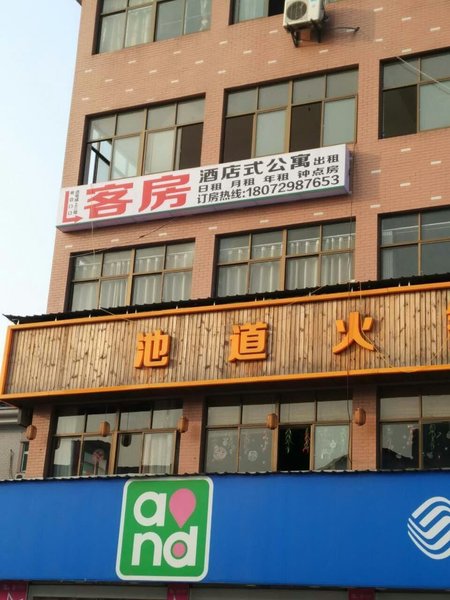 客房
酒店式公寓出租
日租 月租 年租 钟点房
订房热线:18072987653
池道火
a nd